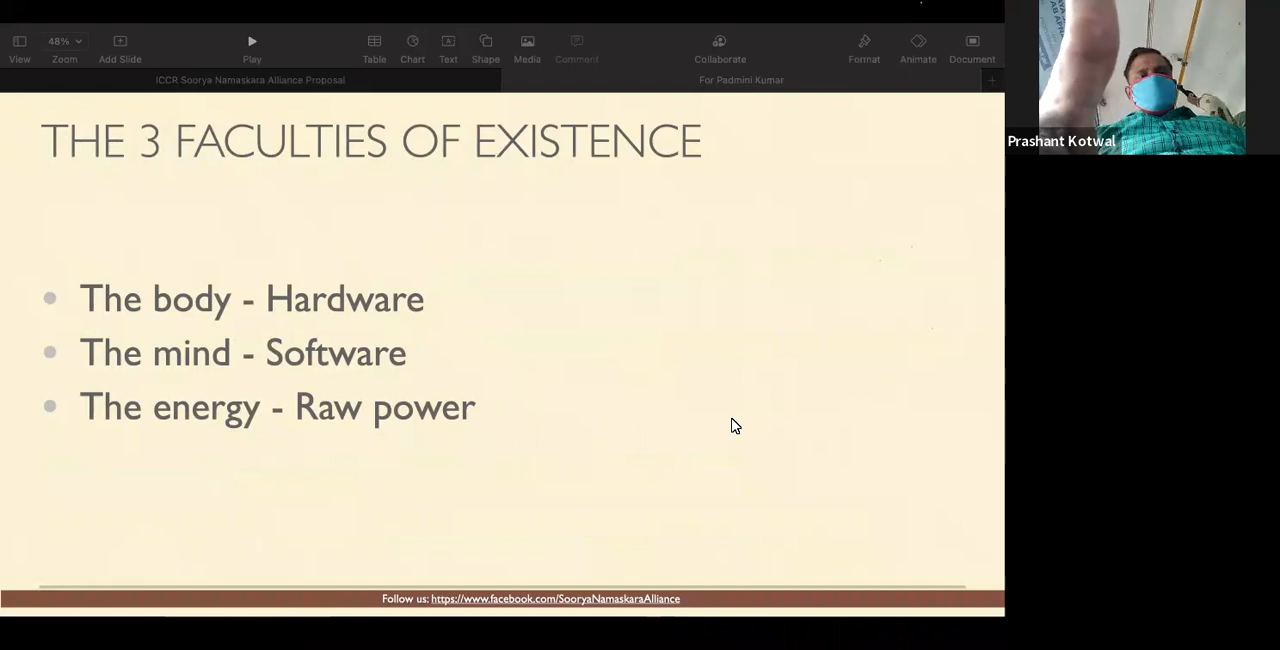 48%
View
Zoom
Add Slide
Play
Table
Chart
Text
Shape
Media
Comment
Collaborate
Format
Animate
Document
ICCR Soorya Namaskara Alliance Proposal
For Padmini Kumar
THE 3 FACULTIES OF EXISTENCE
The body - Hardware
The mind - Software
The energy - Raw power
Follow us: https://www.facebook.com/SooryaNamaskaraAlliance
Prashant Kotwal